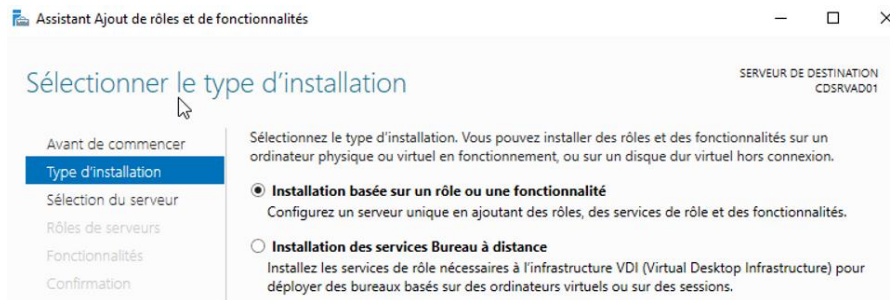 Assistant Ajout de rôles et de fonctionnalités
Sélectionner le type d'installation
SERVEUR DE DESTINATION
CDSRVAD01
Avant de commencer
Type d'installation
Sélection du serveur
Rôles de serveurs
Fonctionnalités
Confirmation
Sélectionnez le type d'installation. Vous pouvez installer des rôles et des fonctionnalités sur un
ordinateur physique ou virtuel en fonctionnement, ou sur un disque dur virtuel hors connexion.
Installation basée sur un rôle ou une fonctionnalité
Configurez un serveur unique en ajoutant des rôles, des services de rôle et des fonctionnalités.
Installation des services Bureau à distance
Installez les services de rôle nécessaires à l'infrastructure VDI (Virtual Desktop Infrastructure) pour
déployer des bureaux basés sur des ordinateurs virtuels ou sur des sessions.